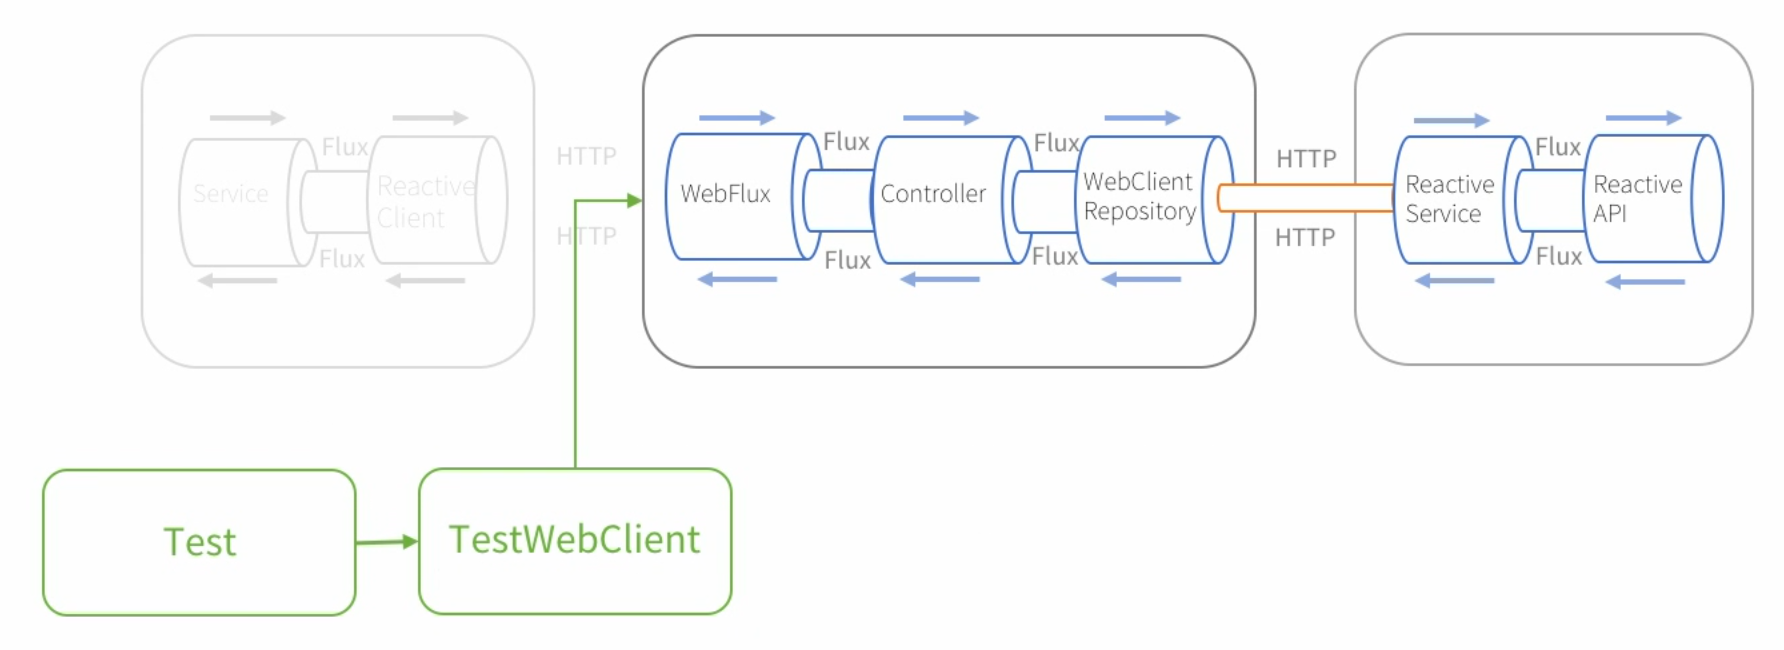 Flux
Service
Reactive
Client
Flux
HTTP
HTTP
Flux
WebFlux
Flux
Controller
Flux
Flux
WebClient
Repository
HTTP
HTTP
Reactive
Service
Flux
Flux
Reactive
API
Test
TestWebClient